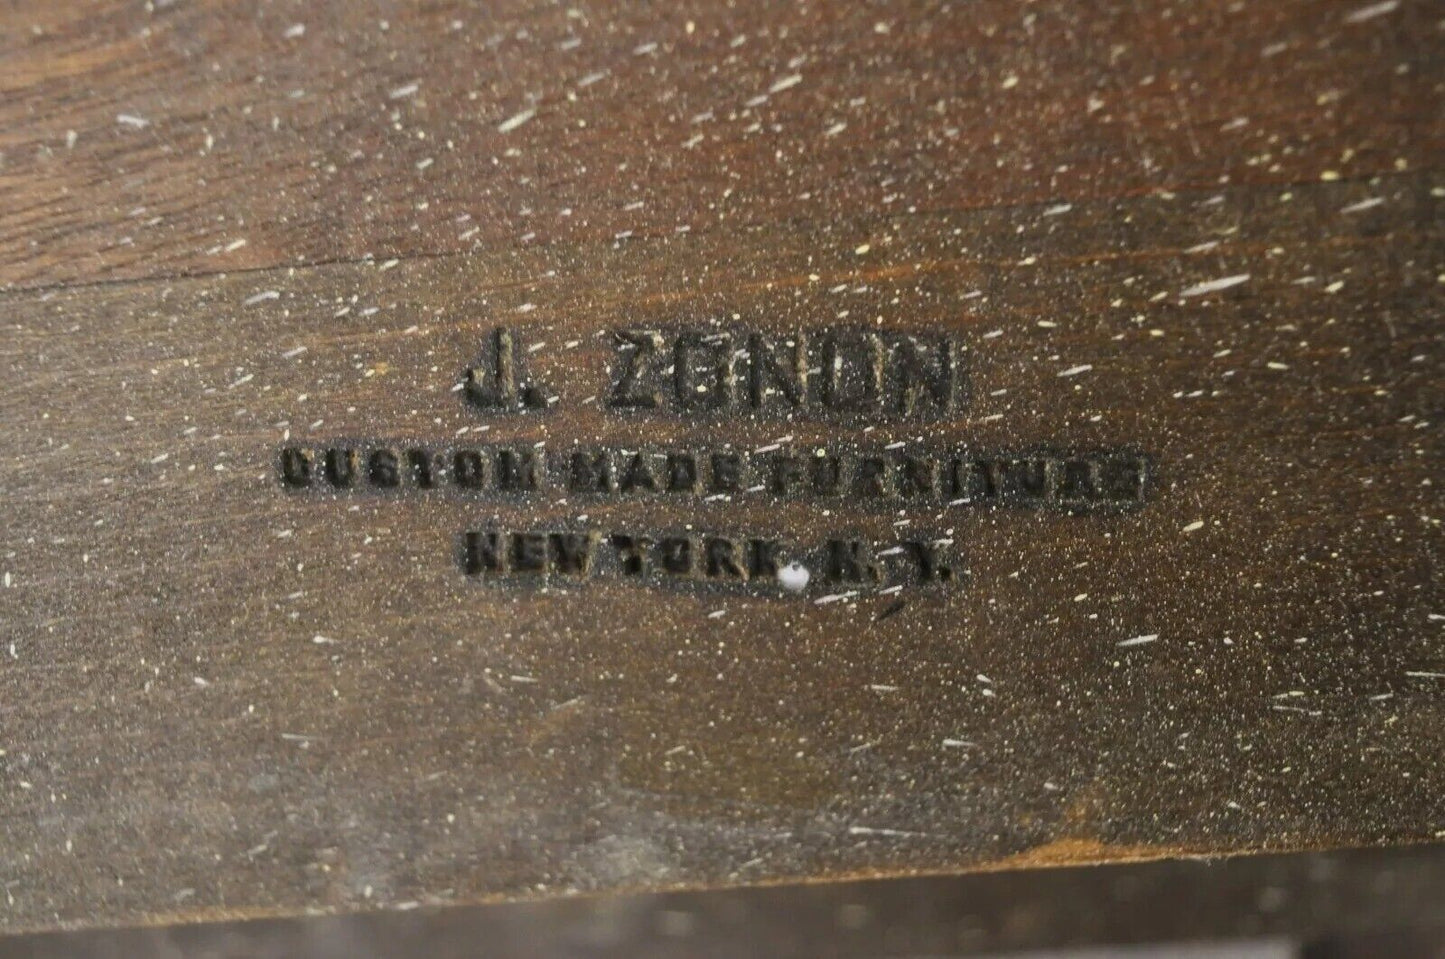 J. ZONON
CUSTOM MADE FURNITURE
NEW YORK, N. Y.